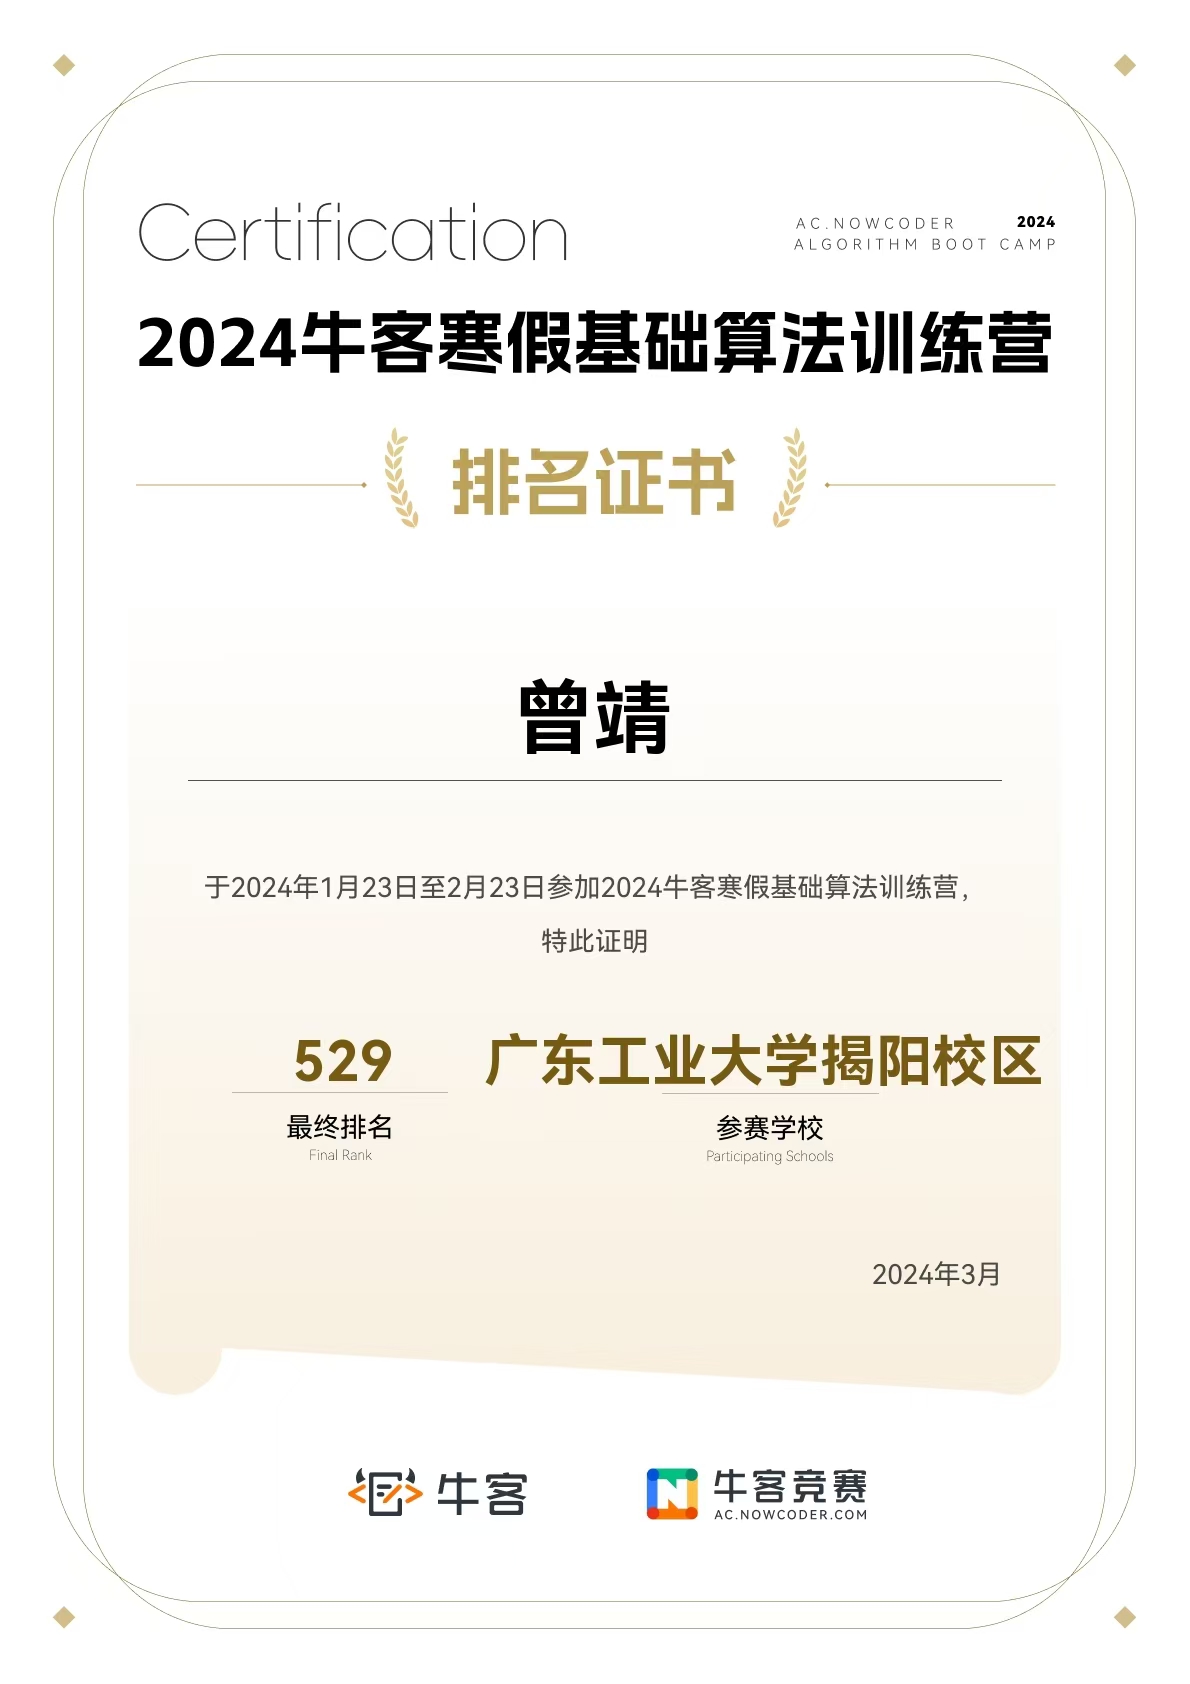 Certification
AC.NOWCODER 2024
ALGORITHM BOOT CAMP
2024牛客寒假基础算法训练营
排名证书
曾靖
于2024年1月23日至2月23日参加2024牛客寒假基础算法训练营，
特此证明
529
最终排名
Final Rank
广东工业大学揭阳校区
参赛学校
Participating Schools
2024年3月
牛客
牛客竞赛
AC.NOWCODER.COM